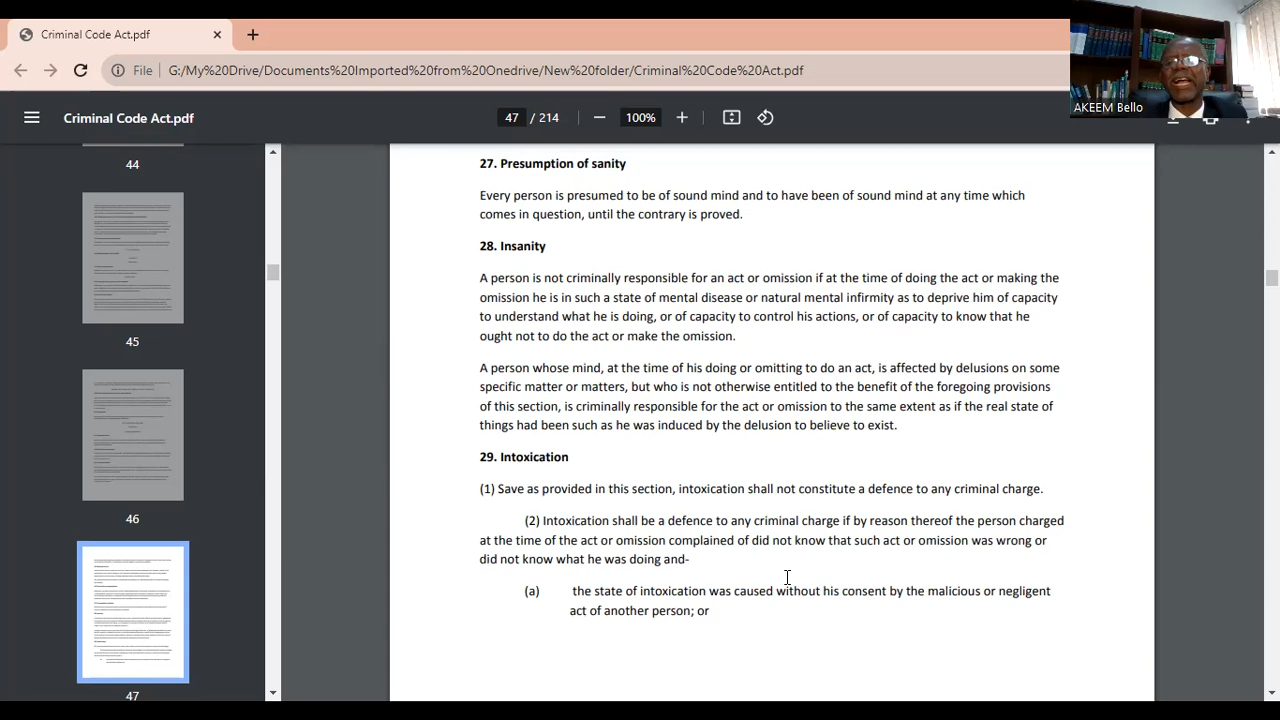 Criminal Code Act.pdf
File
G:/My%20Drive/Documents%20Imported%20from%20Onedrive/New%20folder/Criminal%20Code%20Act.pdf
AKEEM Bello
Criminal Code Act.pdf
47 / 214
100%
44
45
46
47
27. Presumption of sanity
Every person is presumed to be of sound mind and to have been of sound mind at any time which
comes in question, until the contrary is proved.
28. Insanity
A person is not criminally responsible for an act or omission if at the time of doing the act or making the
omission he is in such a state of mental disease or natural mental infirmity as to deprive him of capacity
to understand what he is doing, or of capacity to control his actions, or of capacity to know that he
ought not to do the act or make the omission.
A person whose mind, at the time of his doing or omitting to do an act, is affected by delusions on some
specific matter or matters, but who is not otherwise entitled to the benefit of the foregoing provisions
of this section, is criminally responsible for the act or omission to the same extent as if the real state of
things had been such as he was induced by the delusion to believe to exist.
29. Intoxication
(1) Save as provided in this section, intoxication shall not constitute a defence to any criminal charge.
(2) Intoxication shall be a defence to any criminal charge if by reason thereof the person charged
at the time of the act or omission complained of did not know that such act or omission was wrong or
did not know what he was doing and-
(a) the state of intoxication was caused without his consent by the malicious or negligent
act of another person; or